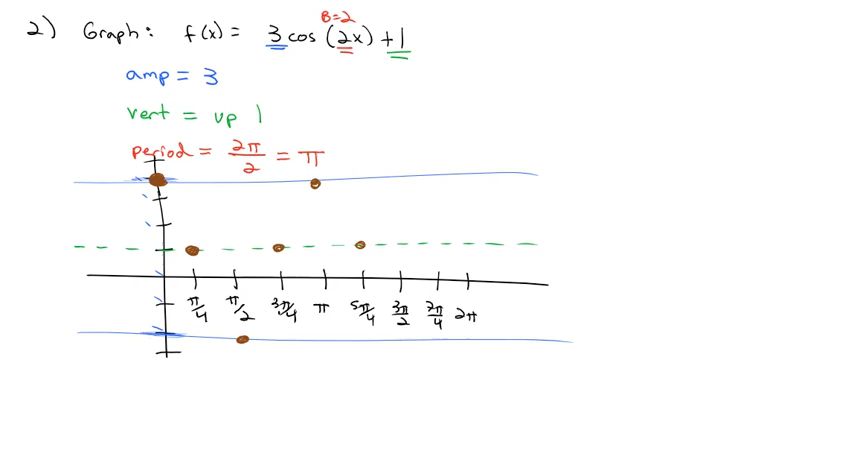 B=2
2) Graph: f(x) = 3 cos (2x) +1
amp = 3
vert = up 1
period = 2π/2 = π
π/4 π/2 3π/4 π 5π/4 3π/2 7π/4 2π